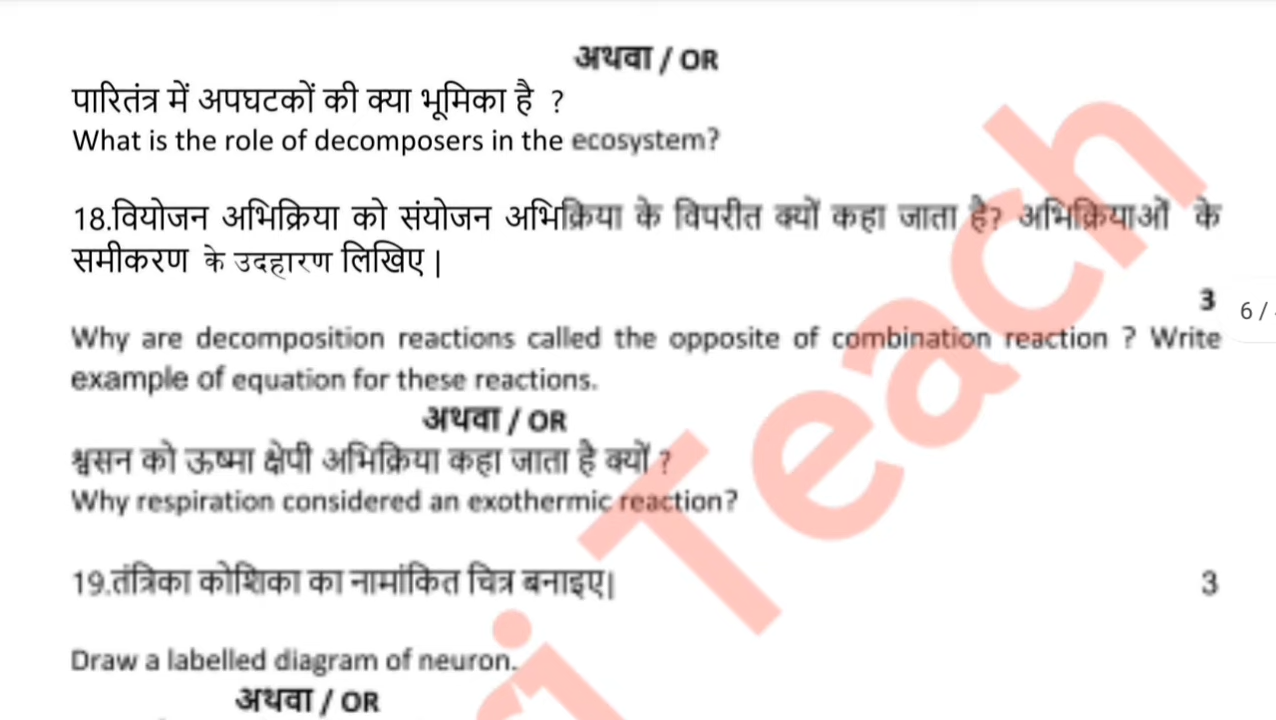 अथवा / OR
पारितंत्र में अपघटकों की क्या भूमिका है ?
What is the role of decomposers in the ecosystem?
18.वियोजन अभिक्रिया को संयोजन अभिक्रिया के विपरीत क्यों कहा जाता है? अभिक्रियाओं के
समीकरण के उदहारण लिखिए |
3
6 /
Why are decomposition reactions called the opposite of combination reaction ? Write
example of equation for these reactions.
अथवा / OR
श्वसन को ऊष्मा क्षेपी अभिक्रिया कहा जाता है क्यों ?
Why respiration considered an exothermic reaction?
19.तंत्रिका कोशिका का नामांकित चित्र बनाइए|
3
Draw a labelled diagram of neuron.
अथवा / OR
Teach